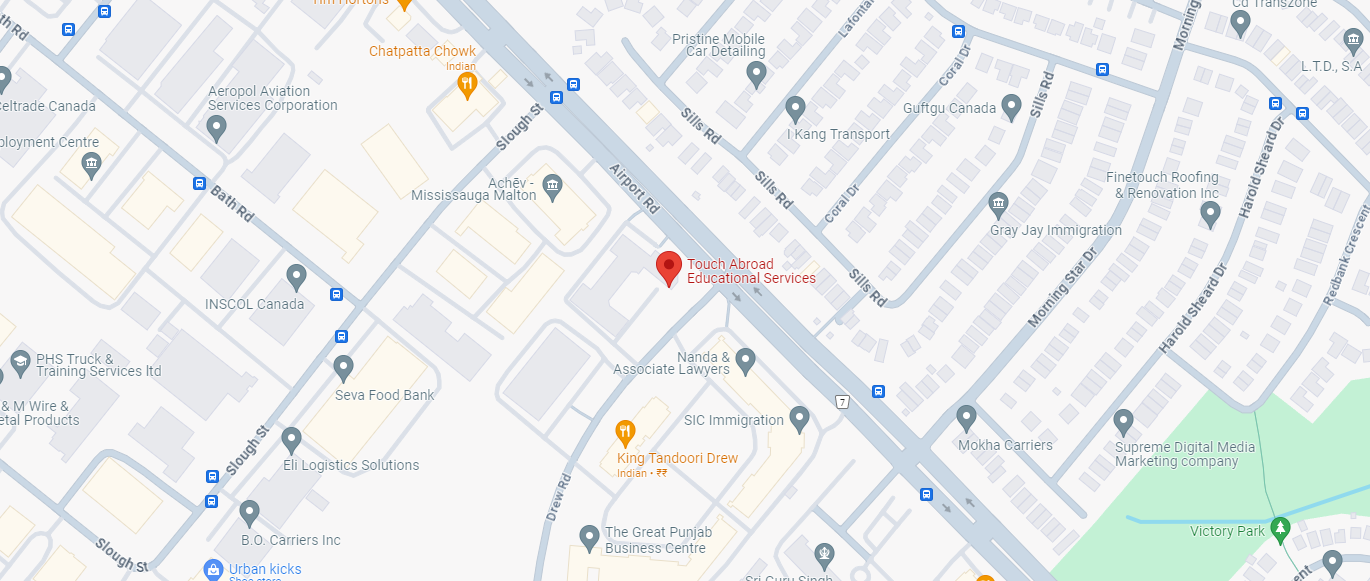 Tim Hortons
Cd Transzone
Morning
Lafontai
Chatpatta Chowk
Indian
Pristine Mobile
Car Detailing
L.T.D., S.A
th Rd
Coral Dr
Celtrade Canada
Aeropol Aviation
Services Corporation
Slough St
Sills Rd
I Kang Transport
Guftgu Canada
Sills Rd
ployment Centre
Achēv -
Mississauga Malton
Airport Rd
Sills Rd
Coral Dr
Finetouch Roofing
& Renovation Inc
Harold Sheard Dr
Bath Rd
Gray Jay Immigration
Redbank Crescent
Touch Abroad
Educational Services
Sills Rd
Morning Star Dr
INSCOL Canada
Harold Sheard Dr
PHS Truck &
Training Services ltd
Nanda &
Associate Lawyers
Seva Food Bank
7
& M Wire &
etal Products
SIC Immigration
Slough St
King Tandoori Drew
Indian • ₹₹
Mokha Carriers
Supreme Digital Media
Marketing company
Eli Logistics Solutions
Drew Rd
B.O. Carriers Inc
The Great Punjab
Business Centre
Victory Park
Slough St
Urban kicks
Shoe store
Sri Guru Singh
ent